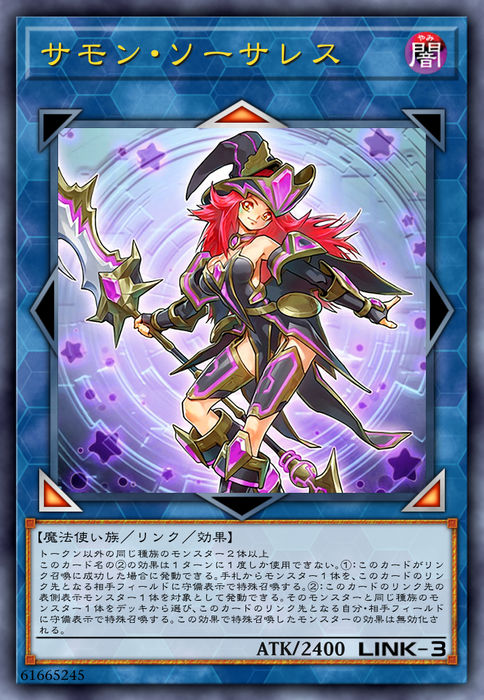 サモン・ソーサレス
やみ
闇
【魔法使い族／リンク／効果】
トークン以外の同じ種族のモンスター２体以上
このカード名の②の効果は１ターンに１度しか使用できない。①：このカードがリン
ク召喚に成功した場合に発動できる。手札からモンスター１体を、このカードのリ
ンク先となる相手フィールドに守備表示で特殊召喚する。②：このカードのリンク先の
表側表示モンスター１体を対象として発動できる。そのモンスターと同じ種族のモ
ンスター１体をデッキから選び、このカードのリンク先となる自分・相手フィールド
に守備表示で特殊召喚する。この効果で特殊召喚したモンスターの効果は無効化さ
れる。
ATK/2400 LINK-3
61665245